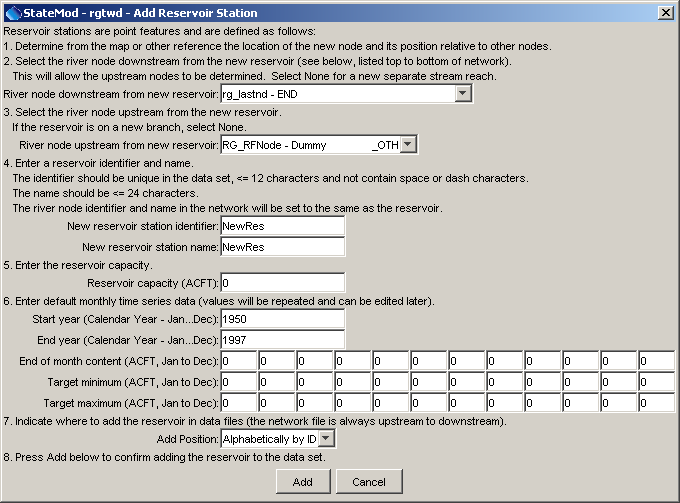 StateMod - rgtwd - Add Reservoir Station
Reservoir stations are point features and are defined as follows:
1. Determine from the map or other reference the location of the new node and its position relative to other nodes.
2. Select the river node downstream from the new reservoir (see below, listed top to bottom of network).
This will allow the upstream nodes to be determined. Select None for a new separate stream reach.
River node downstream from new reservoir: rg_lastnd - END
3. Select the river node upstream from the new reservoir.
If the reservoir is on a new branch, select None.
River node upstream from new reservoir: RG_RFNode - Dummy _OTH
4. Enter a reservoir identifier and name.
The identifier should be unique in the data set, <= 12 characters and not contain space or dash characters.
The name should be <= 24 characters.
The river node identifier and name in the network will be set to the same as the reservoir.
New reservoir station identifier: NewRes
New reservoir station name: NewRes
5. Enter the reservoir capacity.
Reservoir capacity (ACFT): 0
6. Enter default monthly time series data (values will be repeated and can be edited later).
Start year (Calendar Year - Jan...Dec): 1950
End year (Calendar Year - Jan...Dec): 1997
End of month content (ACFT, Jan to Dec): 0 0 0 0 0 0 0 0 0 0 0 0
Target minimum (ACFT, Jan to Dec): 0 0 0 0 0 0 0 0 0 0 0 0
Target maximum (ACFT, Jan to Dec): 0 0 0 0 0 0 0 0 0 0 0 0
7. Indicate where to add the reservoir in data files (the network file is always upstream to downstream).
Add Position: Alphabetically by ID
8. Press Add below to confirm adding the reservoir to the data set.
Add Cancel